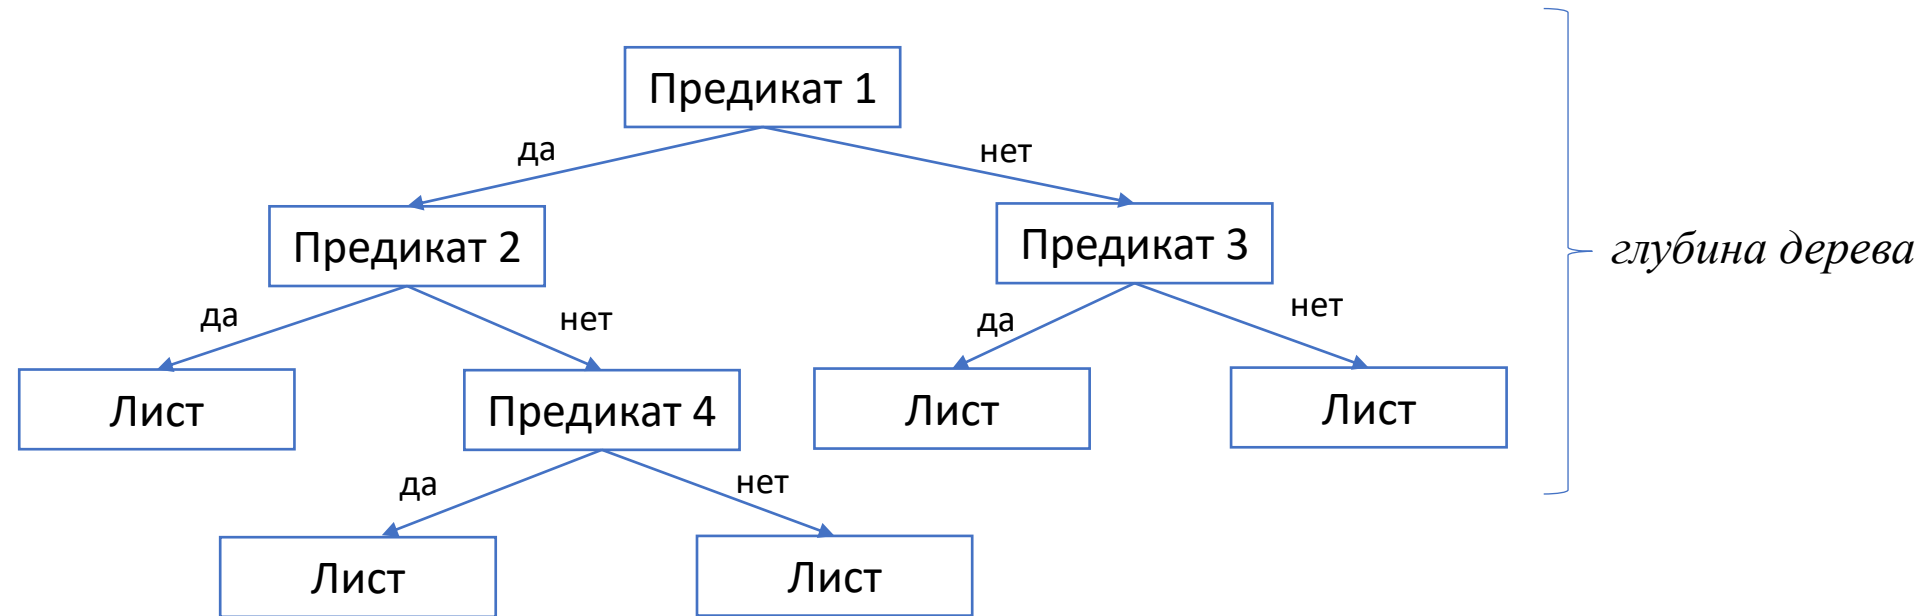 Предикат 1
да
нет
Предикат 2
Предикат 3
глубина дерева
да
нет
да
нет
Лист
Предикат 4
Лист
Лист
да
нет
Лист
Лист